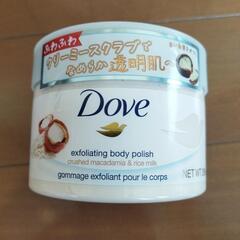 ふわふわ
クリーミースクラブで
なめらか透明肌へ
Dove
exfoliating body polish
crushed macadamia & rice milk
gommage exfoliant pour le corps
NET WT